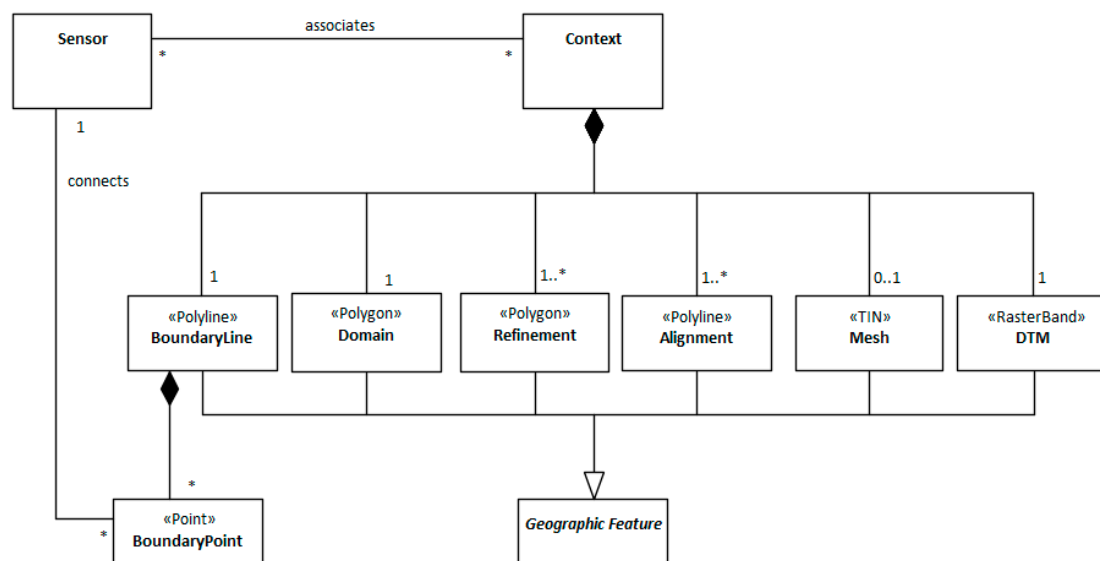 Sensor
associates
Context
*
*
1
connects
1
1
1..*
1..*
0..1
1
«Polyline»
BoundaryLine
«Polygon»
Domain
«Polygon»
Refinement
«Polyline»
Alignment
«TIN»
Mesh
«RasterBand»
DTM
*
*
«Point»
BoundaryPoint
Geographic Feature